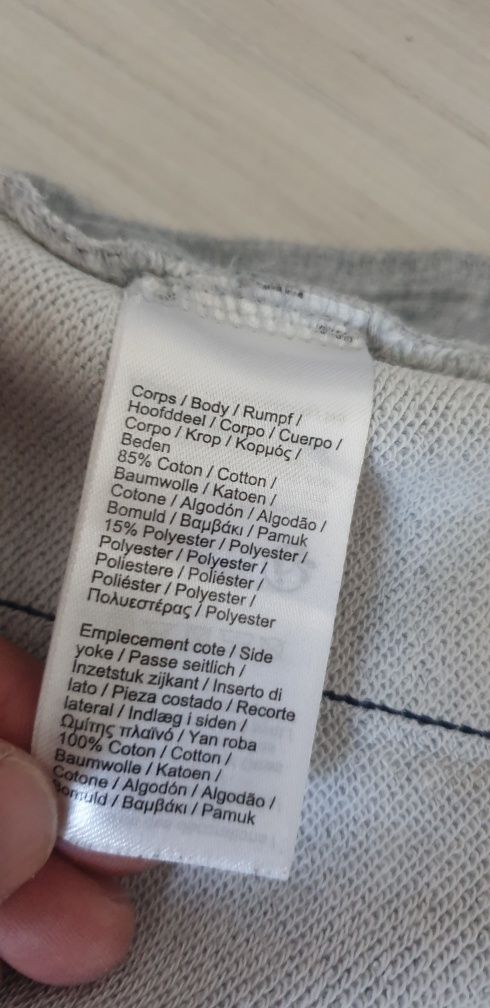 Corps / Body / Rumpf /
Hoofddeel / Corpo / Cuerpo /
Corpo / Krop / Κορμός /
Beden
85% Coton / Cotton /
Baumwolle / Katoen /
Cotone / Algodón / Algodão /
Bomuld / Βαμβάκι / Pamuk
15% Polyester / Polyester /
Polyester / Polyester /
Poliestere / Poliéster /
Poliéster / Polyester /
Πολυεστέρας / Polyester
Empiecement cote / Side
yoke / Passe seitlich /
Inzetstuk zijkant / Inserto di
lato / Pieza costado / Recorte
lateral / Indlæg i siden /
Ωμίτης πλαϊνό / Yan roba
100% Coton / Cotton /
Baumwolle / Katoen /
Cotone / Algodón / Algodão /
Bomuld / Βαμβάκι / Pamuk